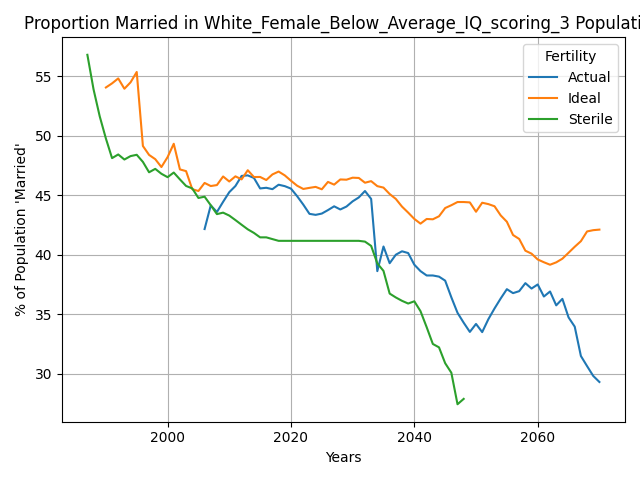 Proportion Married in White_Female_Below_Average_IQ_scoring_3 Populati
Fertility
Actual
Ideal
Sterile
% of Population 'Married'
55
50
45
40
35
30
2000 2020 2040 2060
Years